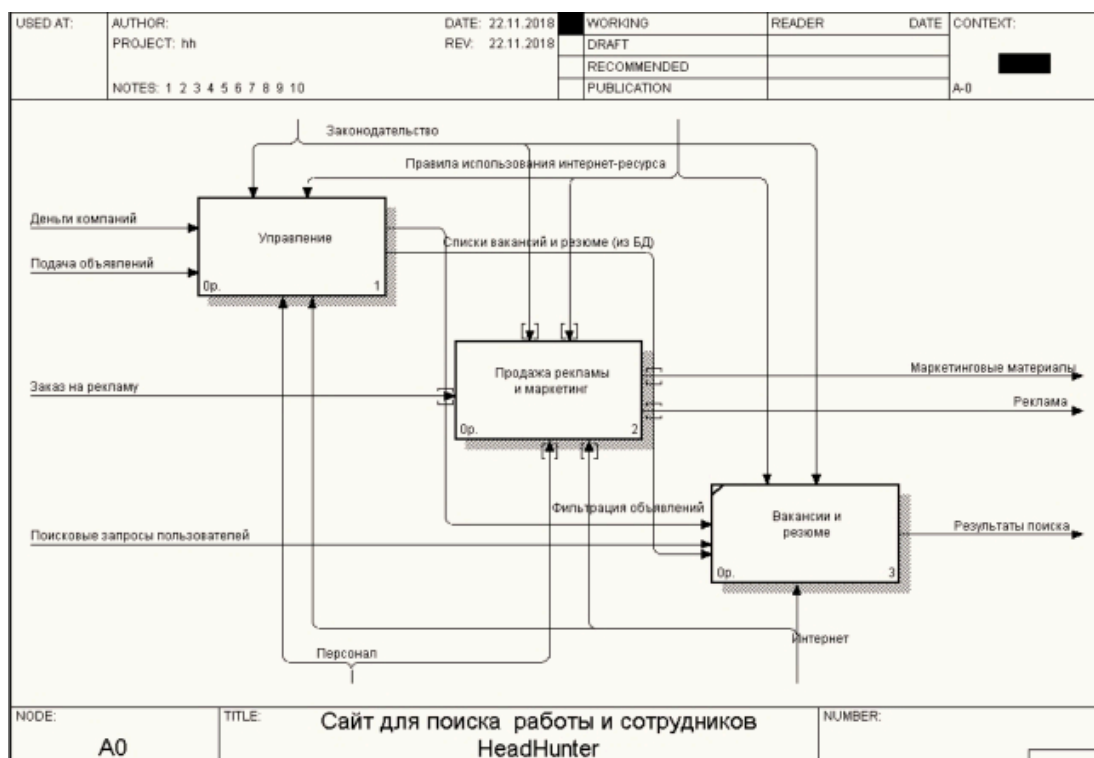 USED AT:
AUTHOR:
DATE: 22.11.2018
WORKING
READER
DATE
CONTEXT:
PROJECT: hh
REV: 22.11.2018
DRAFT
RECOMMENDED
NOTES: 1 2 3 4 5 6 7 8 9 10
PUBLICATION
A-0
Законодательство
Правила использования интернет-ресурса
Деньги компаний
Управление
Списки вакансий и резюме (из БД)
Подача объявлений
0р.
1
Продажа рекламы
и маркетинг
Маркетинговые материалы
Заказ на рекламу
Реклама
0р.
2
Фильтрация объявлений
Вакансии и
резюме
Результаты поиска
Поисковые запросы пользователей
0р.
3
Интернет
Персонал
NODE:
TITLE:
NUMBER:
A0
Сайт для поиска работы и сотрудников
HeadHunter